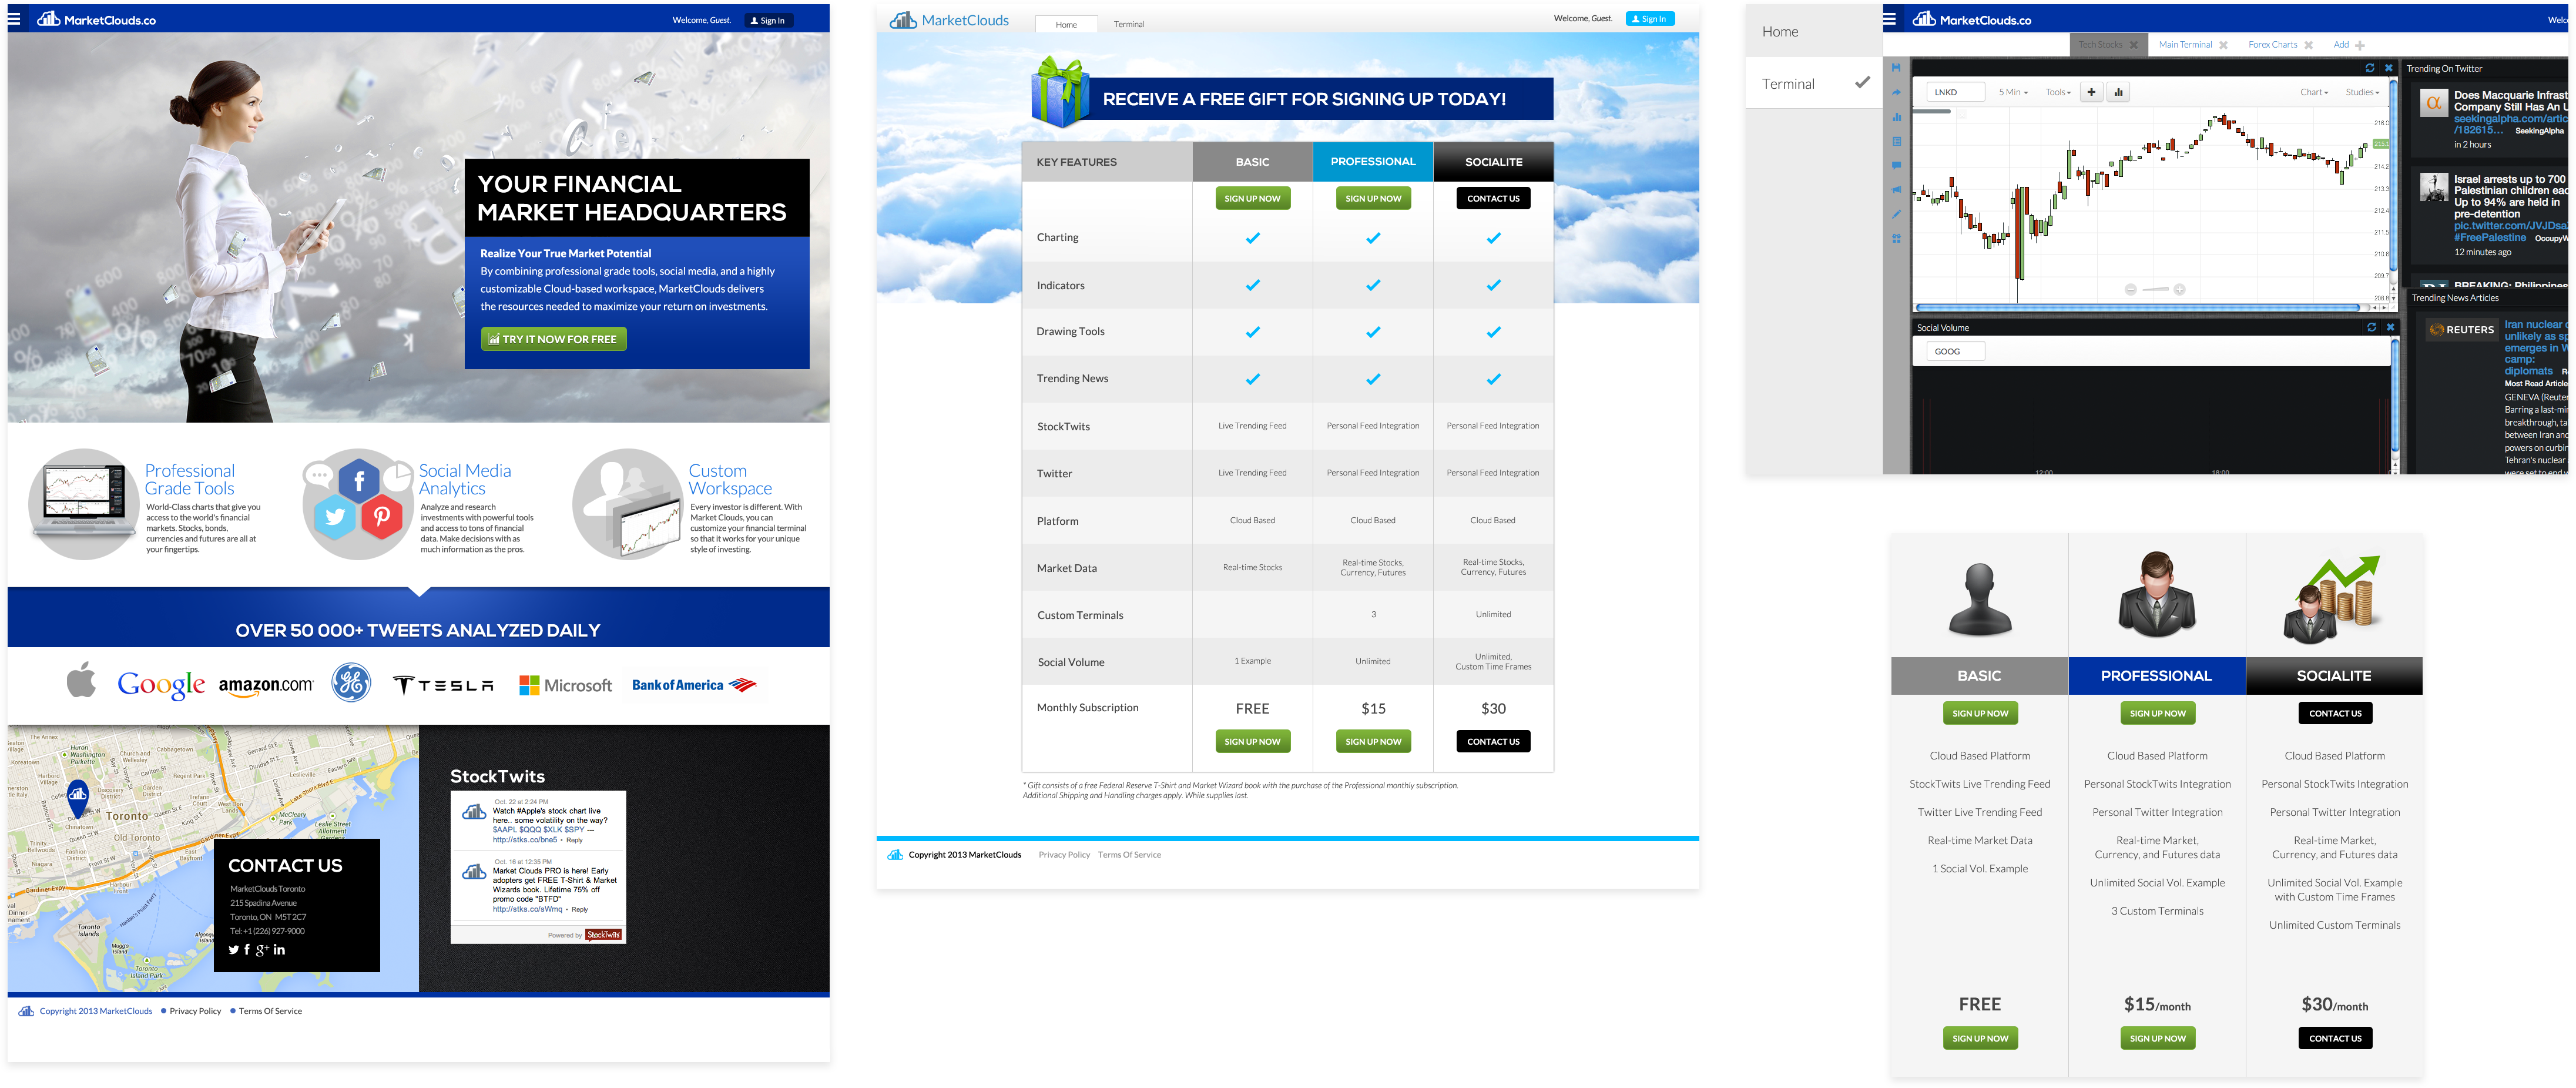 MarketClouds.co
Welcome, Guest.
Sign In
YOUR FINANCIAL
MARKET HEADQUARTERS
Realize Your True Market Potential
By combining professional grade tools, social media, and a highly
customizable Cloud-based workspace, MarketClouds delivers
the resources needed to maximize your return on investments.
TRY IT NOW FOR FREE
Professional
Grade Tools
World-Class charts that give you
access to the world's financial
markets. Stocks, bonds,
currencies and futures are all at
your fingertips.
Social Media
Analytics
Analyze and research
investments with powerful tools
and access to tons of financial
data. Make decisions with as
much information as the pros.
Custom
Workspace
Every investor is different. With
Market Clouds, you can
customize your financial terminal
so that it works for your unique
style of investing.
OVER 50 000+ TWEETS ANALYZED DAILY
Google
amazon.com
GE
TESLA
Microsoft
Bank of America
Toronto
Old Toronto
CONTACT US
MarketClouds Toronto
215 Spadina Avenue
Toronto, ON M5T 2C7
Tel: +1 (226) 927-9000
StockTwits
Oct. 22 at 2:24 PM
Watch #Apple's stock chart live
here.. some volatility on the way?
$AAPL $QQQ $XLK $SPY —
http://stks.co/bne5 • Reply
Oct. 16 at 12:35 PM
Market Clouds PRO is here! Early
adopters get FREE T-Shirt & Market
Wizards book. Lifetime 75% off
promo code "BTFD"
http://stks.co/sWmq • Reply
Powered by StockTwits
Copyright 2013 MarketClouds
Privacy Policy
Terms Of Service
MarketClouds
Home
Terminal
Welcome, Guest.
Sign In
RECEIVE A FREE GIFT FOR SIGNING UP TODAY!
KEY FEATURES BASIC PROFESSIONAL SOCIALITE
SIGN UP NOW SIGN UP NOW CONTACT US
Charting
Indicators
Drawing Tools
Trending News
StockTwits Live Trending Feed Personal Feed Integration Personal Feed Integration
Twitter Live Trending Feed Personal Feed Integration Personal Feed Integration
Platform Cloud Based Cloud Based Cloud Based
Market Data Real-time Stocks Real-time Stocks, Currency, Futures Real-time Stocks, Currency, Futures
Custom Terminals 3 Unlimited
Social Volume 1 Example Unlimited Unlimited, Custom Time Frames
Monthly Subscription FREE $15 $30
SIGN UP NOW SIGN UP NOW CONTACT US
* Gift consists of a free Federal Reserve T-Shirt and Market Wizard book with the purchase of the Professional monthly subscription.
Additional Shipping and Handling charges apply. While supplies last.
Copyright 2013 MarketClouds
Privacy Policy
Terms Of Service
Home
Terminal
MarketClouds.co
Tech Stocks
Main Terminal
Forex Charts
Add
LNKD
5 Min
Tools
Chart
Studies
Trending On Twitter
Does Macquarie Infrast
Company Still Has An U
seekingalpha.com/artic
/182615... SeekingAlpha
in 2 hours
Israel arrests up to 700
Palestinian children eac
Up to 94% are held in
pre-detention
pic.twitter.com/JVJDsa
#FreePalestine OccupyW
12 minutes ago
BREAKING: Philippines
Trending News Articles
REUTERS
Iran nuclear
unlikely as sp
emerges in W
camp:
diplomats
Most Read Article
GENEVA (Reuter
Barring a last-min
breakthrough, ta
between Iran and
powers on curbin
Tehran's nuclear
were set to end w
Social Volume
GOOG
12:00
18:00
BASIC
SIGN UP NOW
Cloud Based Platform
StockTwits Live Trending Feed
Twitter Live Trending Feed
Real-time Market Data
1 Social Vol. Example
FREE
SIGN UP NOW
PROFESSIONAL
SIGN UP NOW
Cloud Based Platform
Personal StockTwits Integration
Personal Twitter Integration
Real-time Market,
Currency, and Futures data
Unlimited Social Vol. Example
3 Custom Terminals
$15/month
SIGN UP NOW
SOCIALITE
CONTACT US
Cloud Based Platform
Personal StockTwits Integration
Personal Twitter Integration
Real-time Market,
Currency, and Futures data
Unlimited Social Vol. Example
with Custom Time Frames
Unlimited Custom Terminals
$30/month
CONTACT US